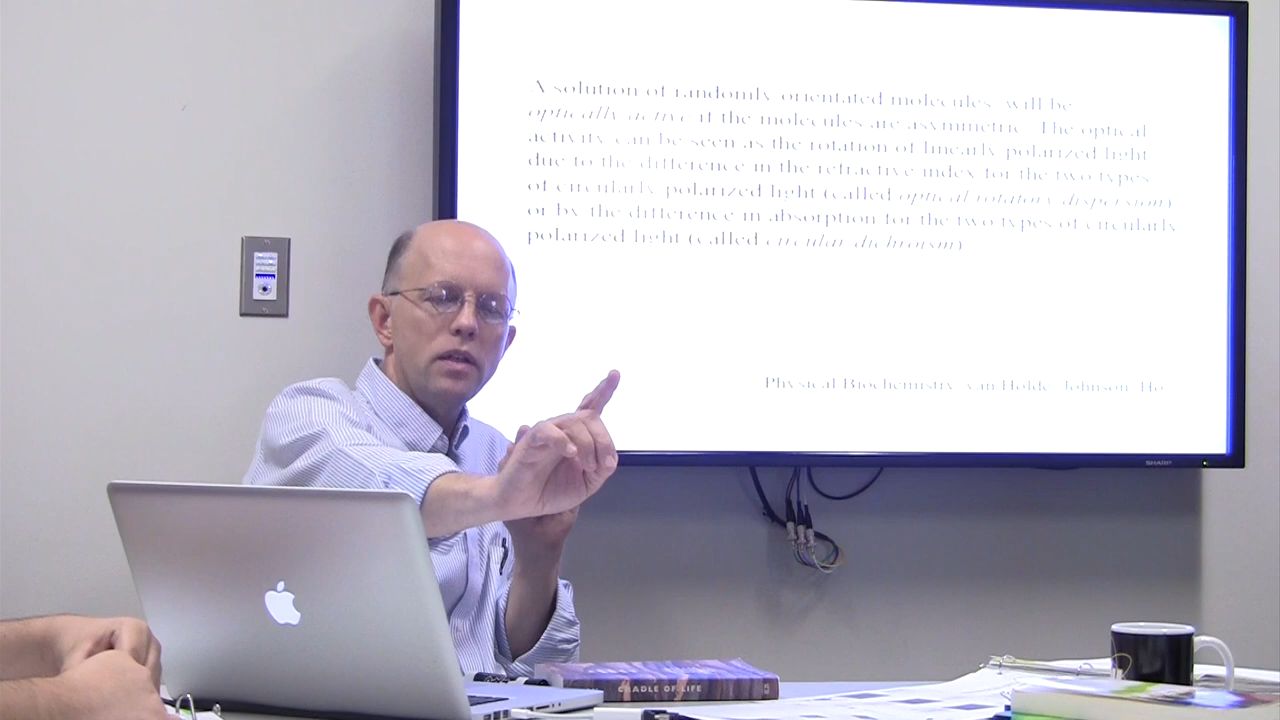 A solution of randomly orientated molecules will be
optically active if the molecules are asymmetric. The optical
activity can be seen as the rotation of linearly polarized light
due to the difference in the refractive index for the two types
of circularly polarized light (called optical rotatory dispersion)
or by the difference in absorption for the two types of circularly
polarized light (called circular dichroism)
Physical Biochemistry, van Holde, Johnson, Ho
SHARP
CRADLE OF LIFE